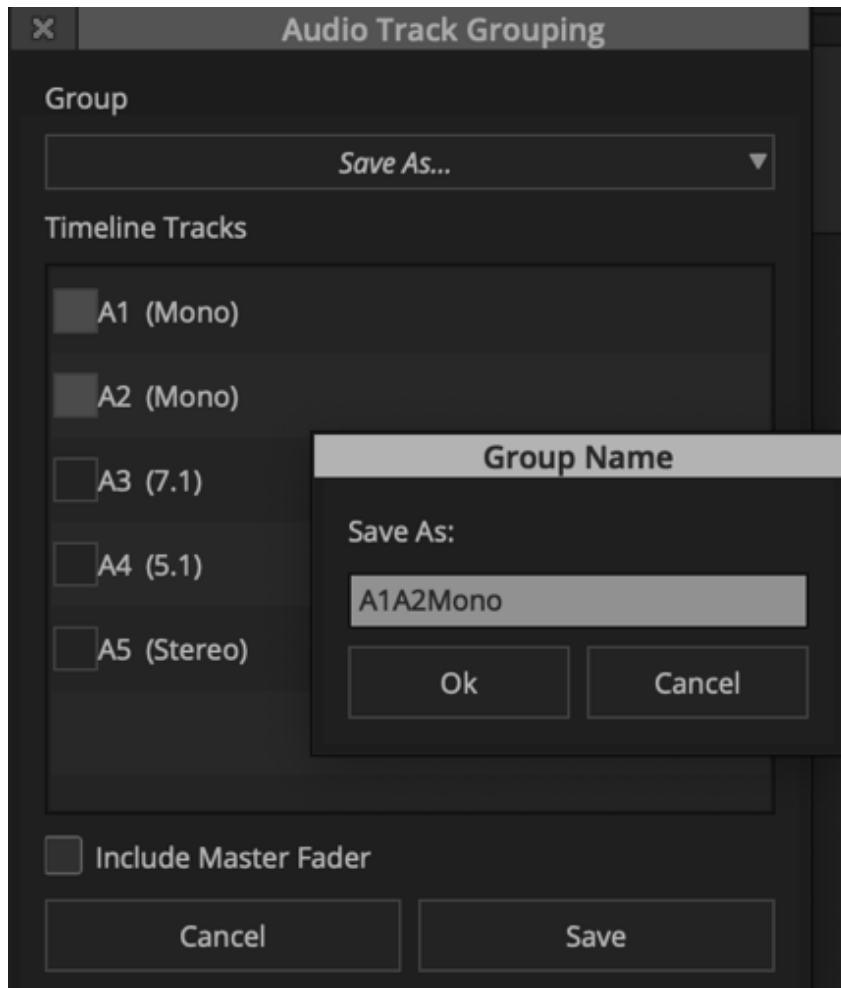 Audio Track Grouping
Group
Save As...
Timeline Tracks
A1 (Mono)
A2 (Mono)
A3 (7.1)
A4 (5.1)
A5 (Stereo)
Group Name
Save As:
A1A2Mono
Ok
Cancel
Include Master Fader
Cancel
Save